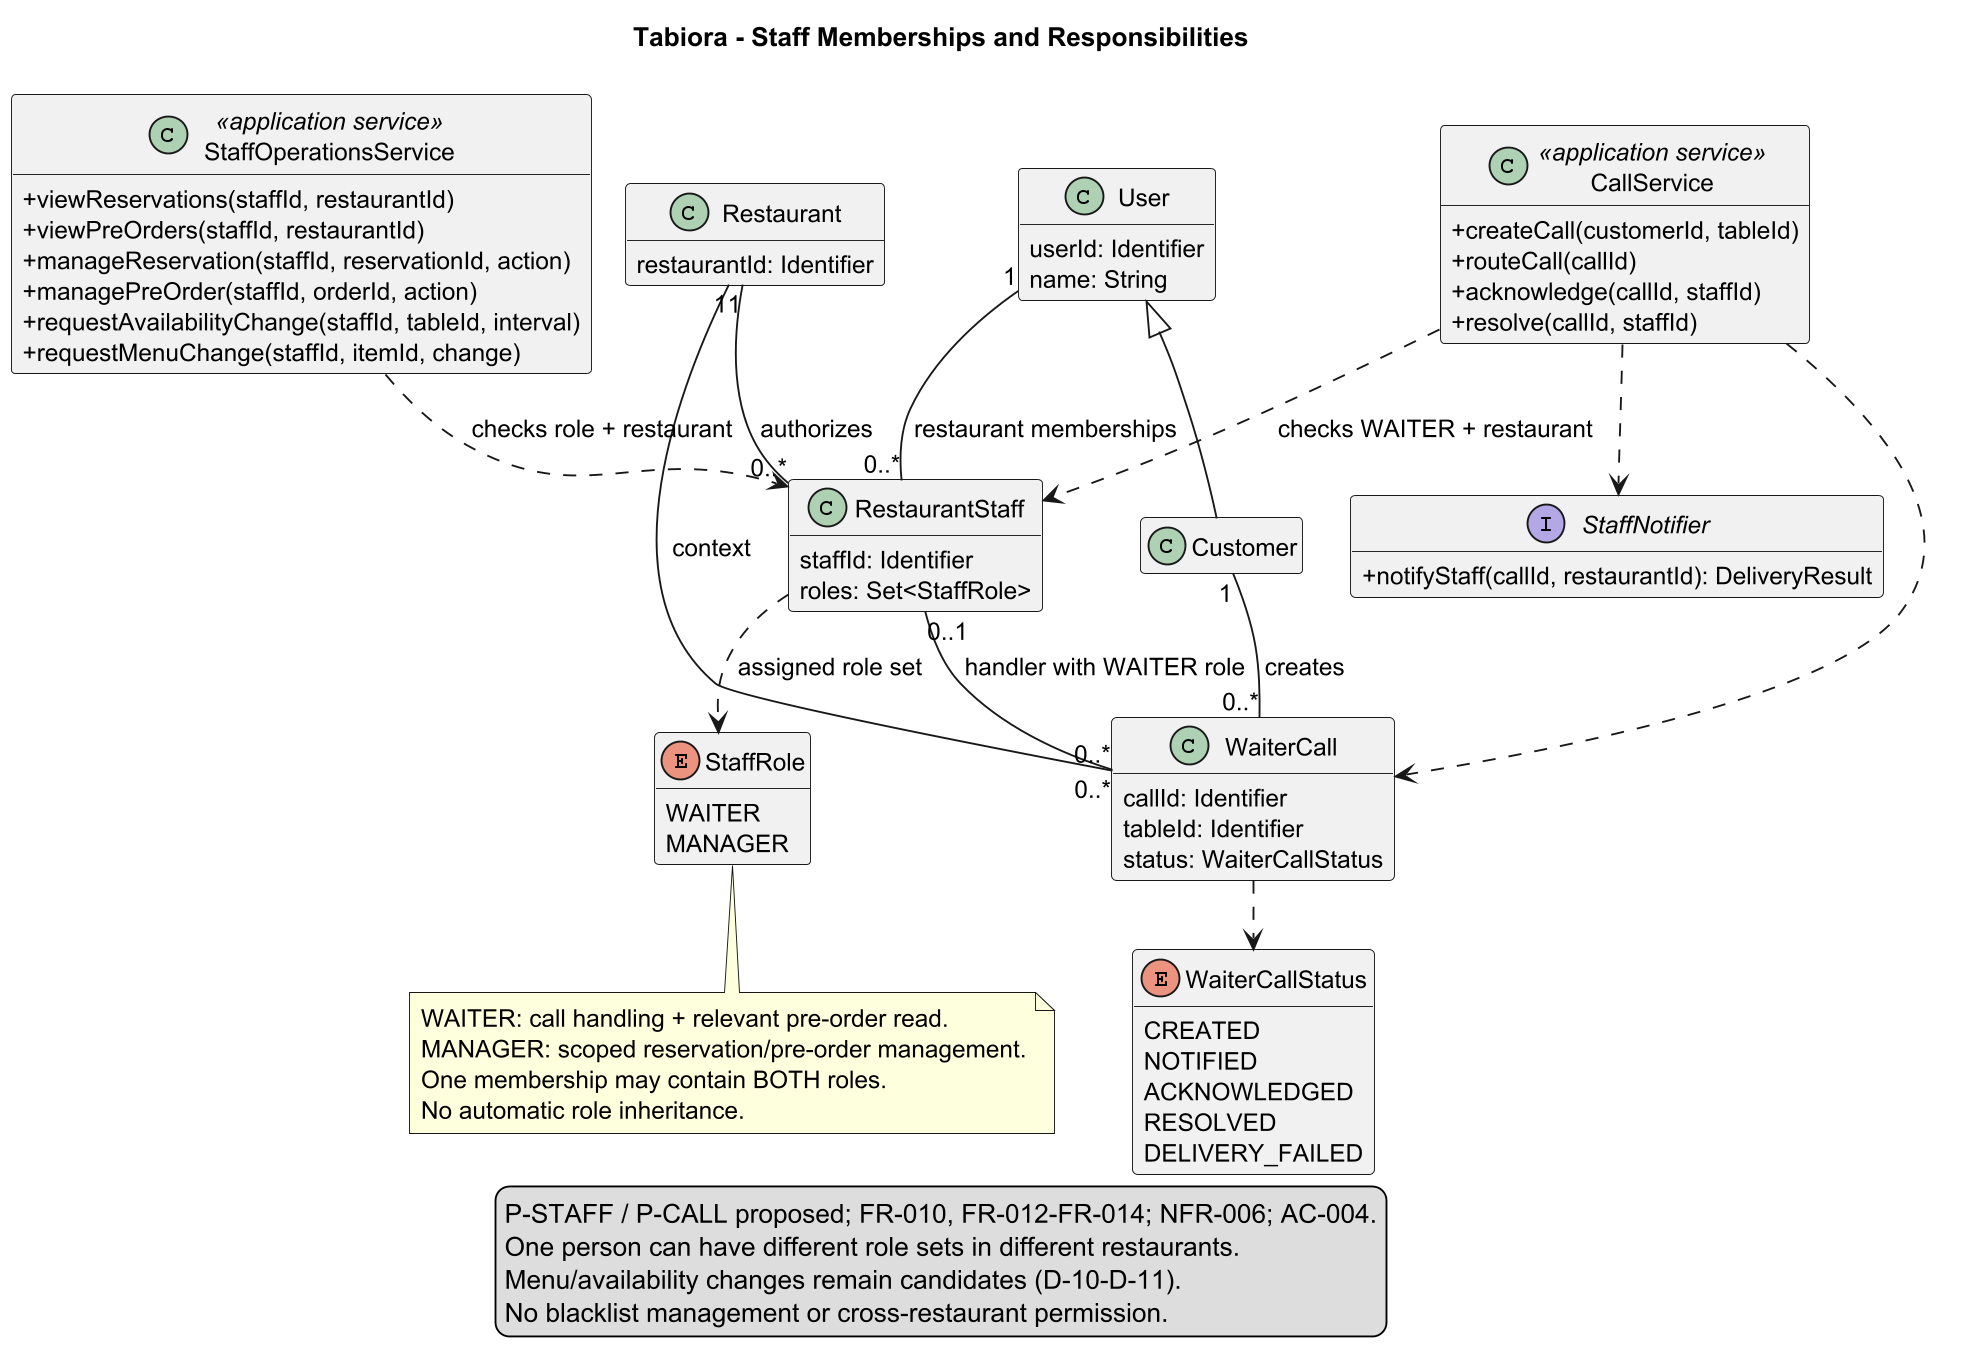 Tabiora - Staff Memberships and Responsibilities
C
«application service»
StaffOperationsService
+viewReservations(staffId, restaurantId)
+viewPreOrders(staffId, restaurantId)
+manageReservation(staffId, reservationId, action)
+managePreOrder(staffId, orderId, action)
+requestAvailabilityChange(staffId, tableId, interval)
+requestMenuChange(staffId, itemId, change)
C Restaurant
restaurantId: Identifier
C User
userId: Identifier
name: String
C
«application service»
CallService
+createCall(customerId, tableId)
+routeCall(callId)
+acknowledge(callId, staffId)
+resolve(callId, staffId)
1
1
1
checks role + restaurant
authorizes
restaurant memberships
checks WAITER + restaurant
0..*
0..*
C RestaurantStaff
staffId: Identifier
roles: Set<StaffRole>
context
C Customer
I StaffNotifier
+notifyStaff(callId, restaurantId): DeliveryResult
1
0..1
assigned role set
handler with WAITER role
creates
0..*
0..*
0..*
E StaffRole
WAITER
MANAGER
C WaiterCall
callId: Identifier
tableId: Identifier
status: WaiterCallStatus
WAITER: call handling + relevant pre-order read.
MANAGER: scoped reservation/pre-order management.
One membership may contain BOTH roles.
No automatic role inheritance.
E WaiterCallStatus
CREATED
NOTIFIED
ACKNOWLEDGED
RESOLVED
DELIVERY_FAILED
P-STAFF / P-CALL proposed; FR-010, FR-012-FR-014; NFR-006; AC-004.
One person can have different role sets in different restaurants.
Menu/availability changes remain candidates (D-10-D-11).
No blacklist management or cross-restaurant permission.